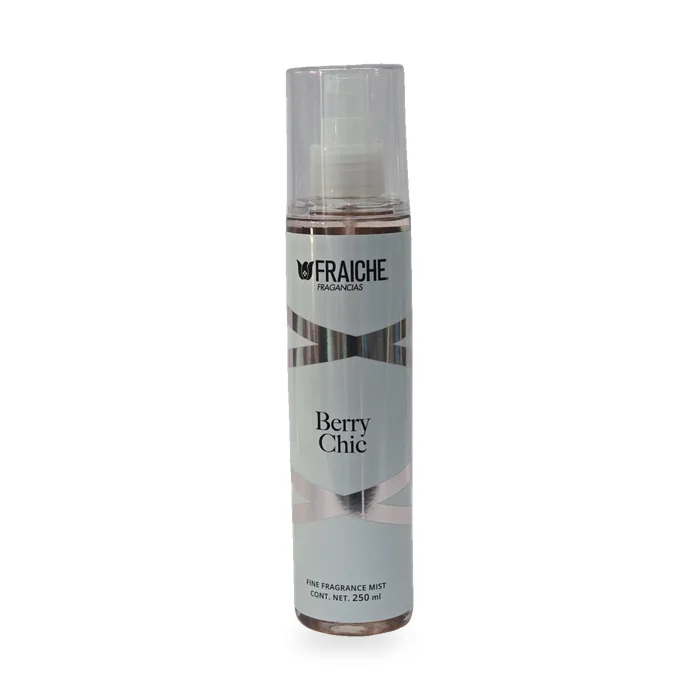 FRAICHE
FRAGANCIAS
Berry
Chic
FINE FRAGRANCE MIST
CONT. NET. 250 ml